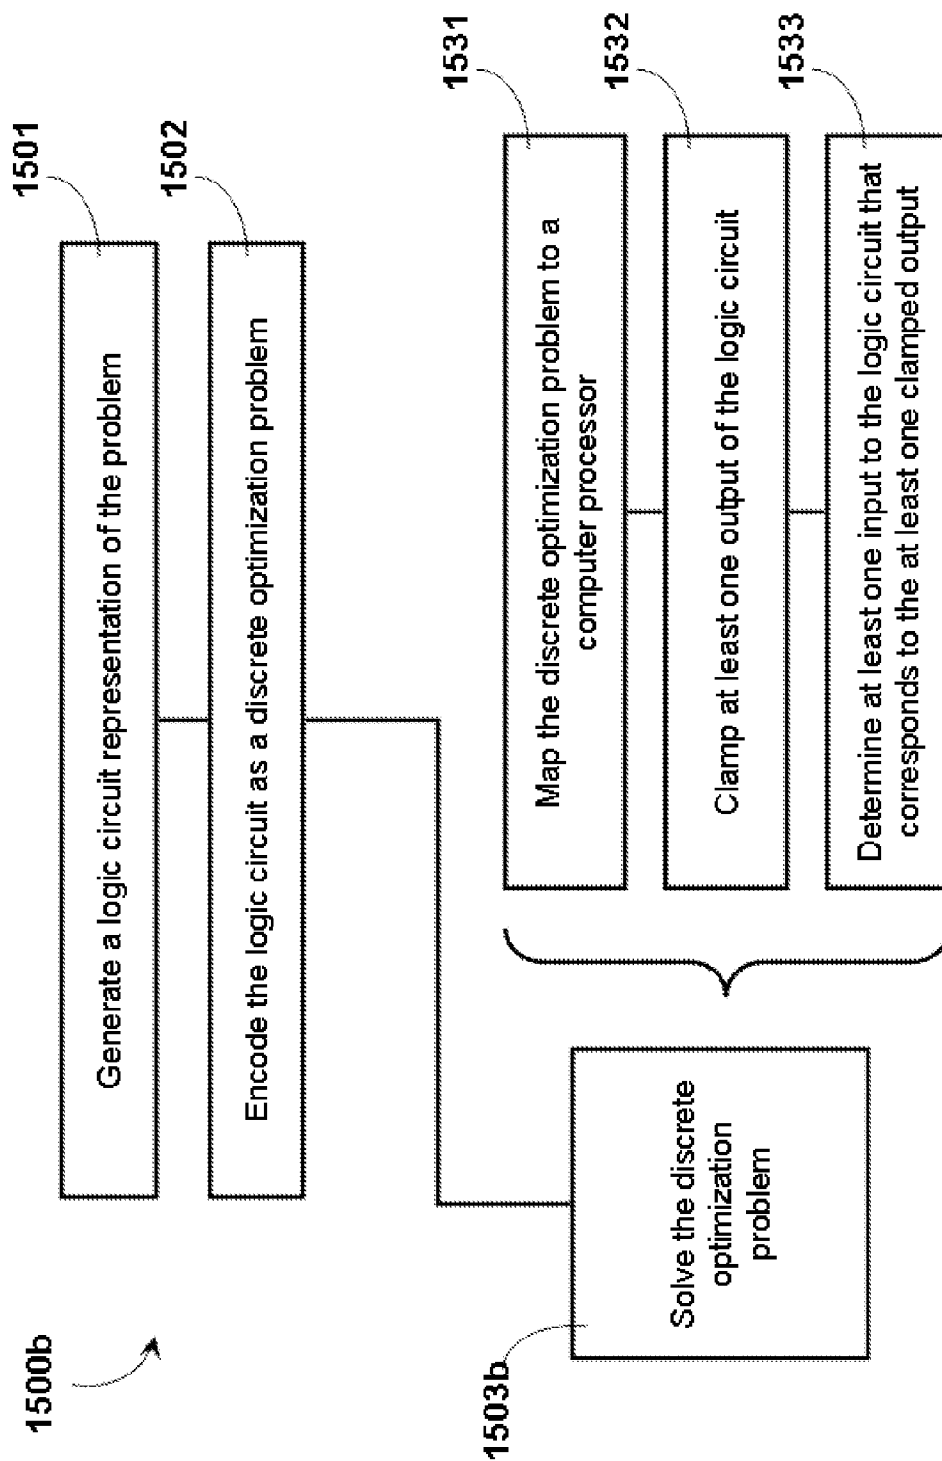 1500b
1501
Generate a logic circuit representation of the problem
1502
Encode the logic circuit as a discrete optimization problem
1503b
Solve the discrete
optimization
problem
1531
Map the discrete optimization problem to a
computer processor
1532
Clamp at least one output of the logic circuit
1533
Determine at least one input to the logic circuit that
corresponds to the at least one clamped output